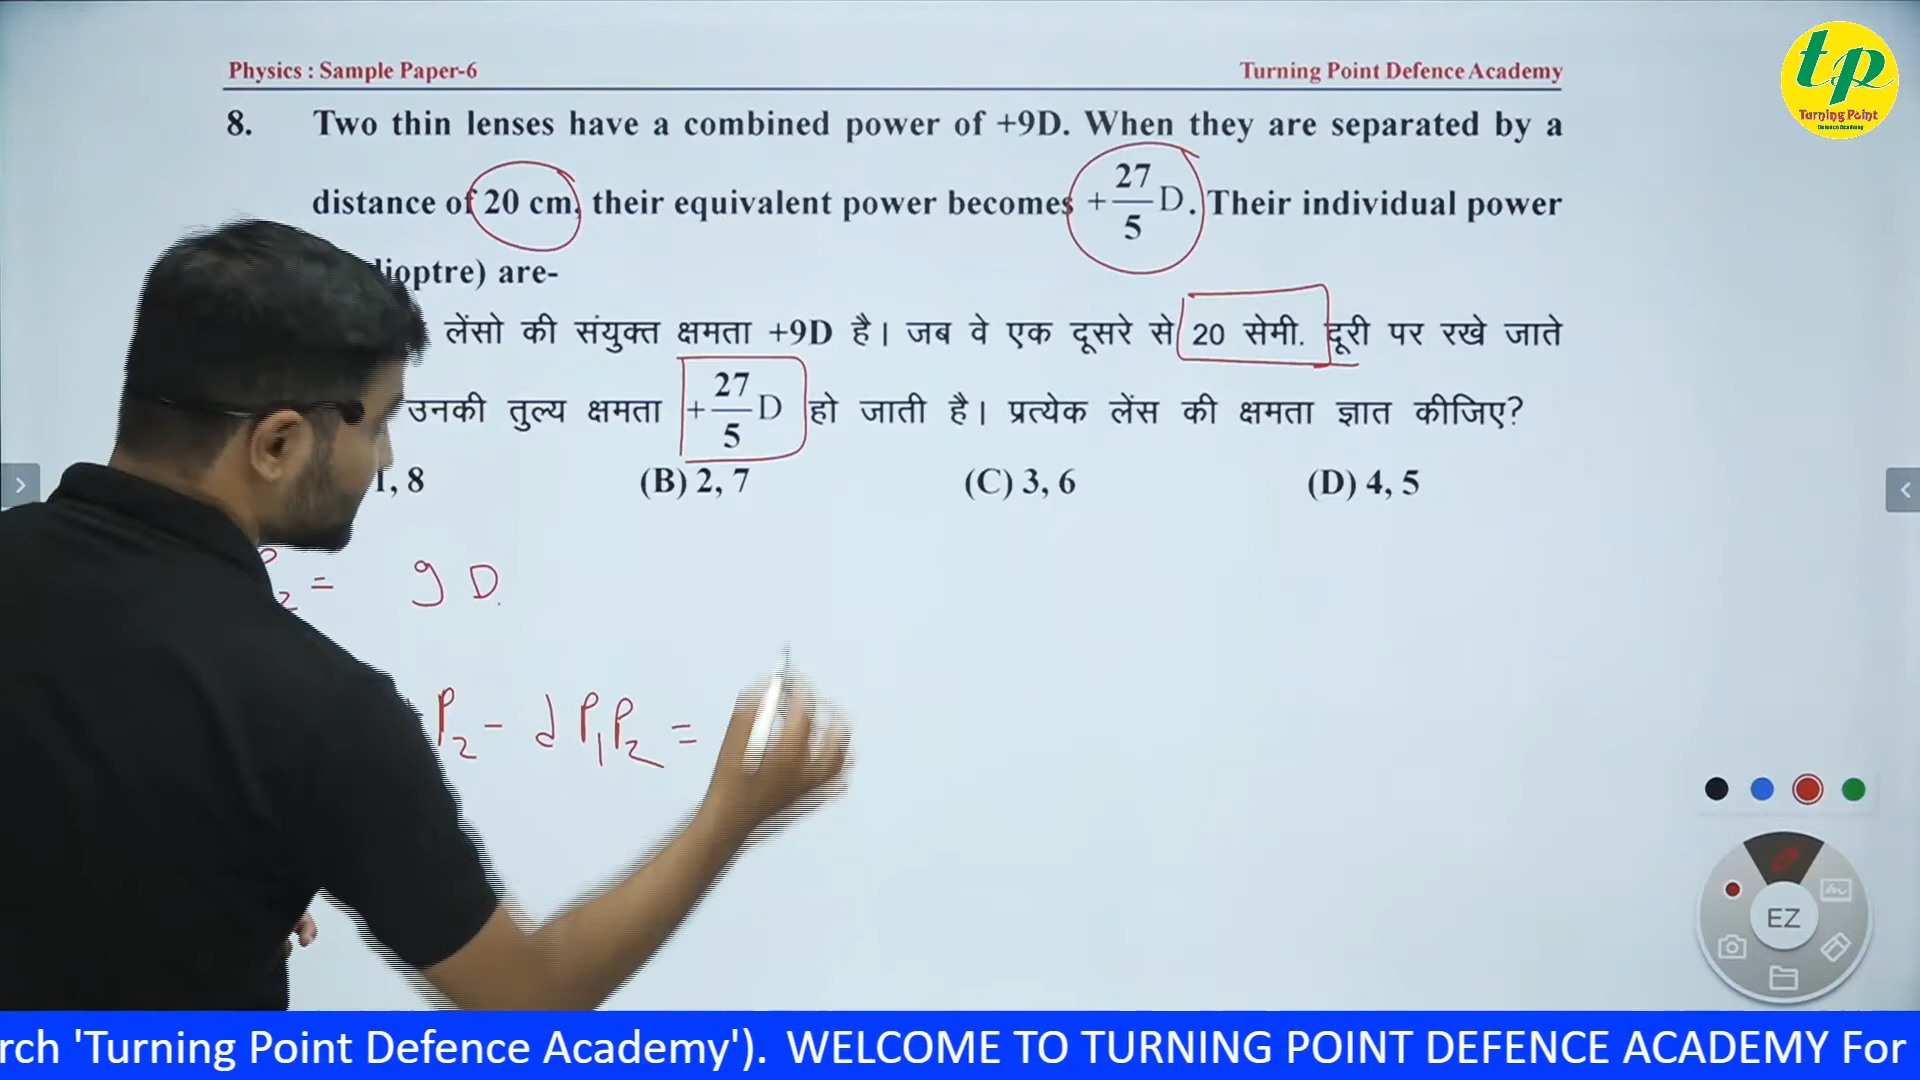 Physics : Sample Paper-6
Turning Point Defence Academy
tp
Turning Point
Defence Academy
8. Two thin lenses have a combined power of +9D. When they are separated by a
distance of 20 cm, their equivalent power becomes +27/5 D. Their individual power
dioptre) are-
लेंसो की संयुक्त क्षमता +9D है। जब वे एक दूसरे से 20 सेमी. दूरी पर रखे जाते
उनकी तुल्य क्षमता +27/5 D हो जाती है। प्रत्येक लेंस की क्षमता ज्ञात कीजिए?
1, 8 (B) 2, 7 (C) 3, 6 (D) 4, 5
P₂ = 9 D.
P₂ - d P₁P₂ =
EZ
rch 'Turning Point Defence Academy'). WELCOME TO TURNING POINT DEFENCE ACADEMY For